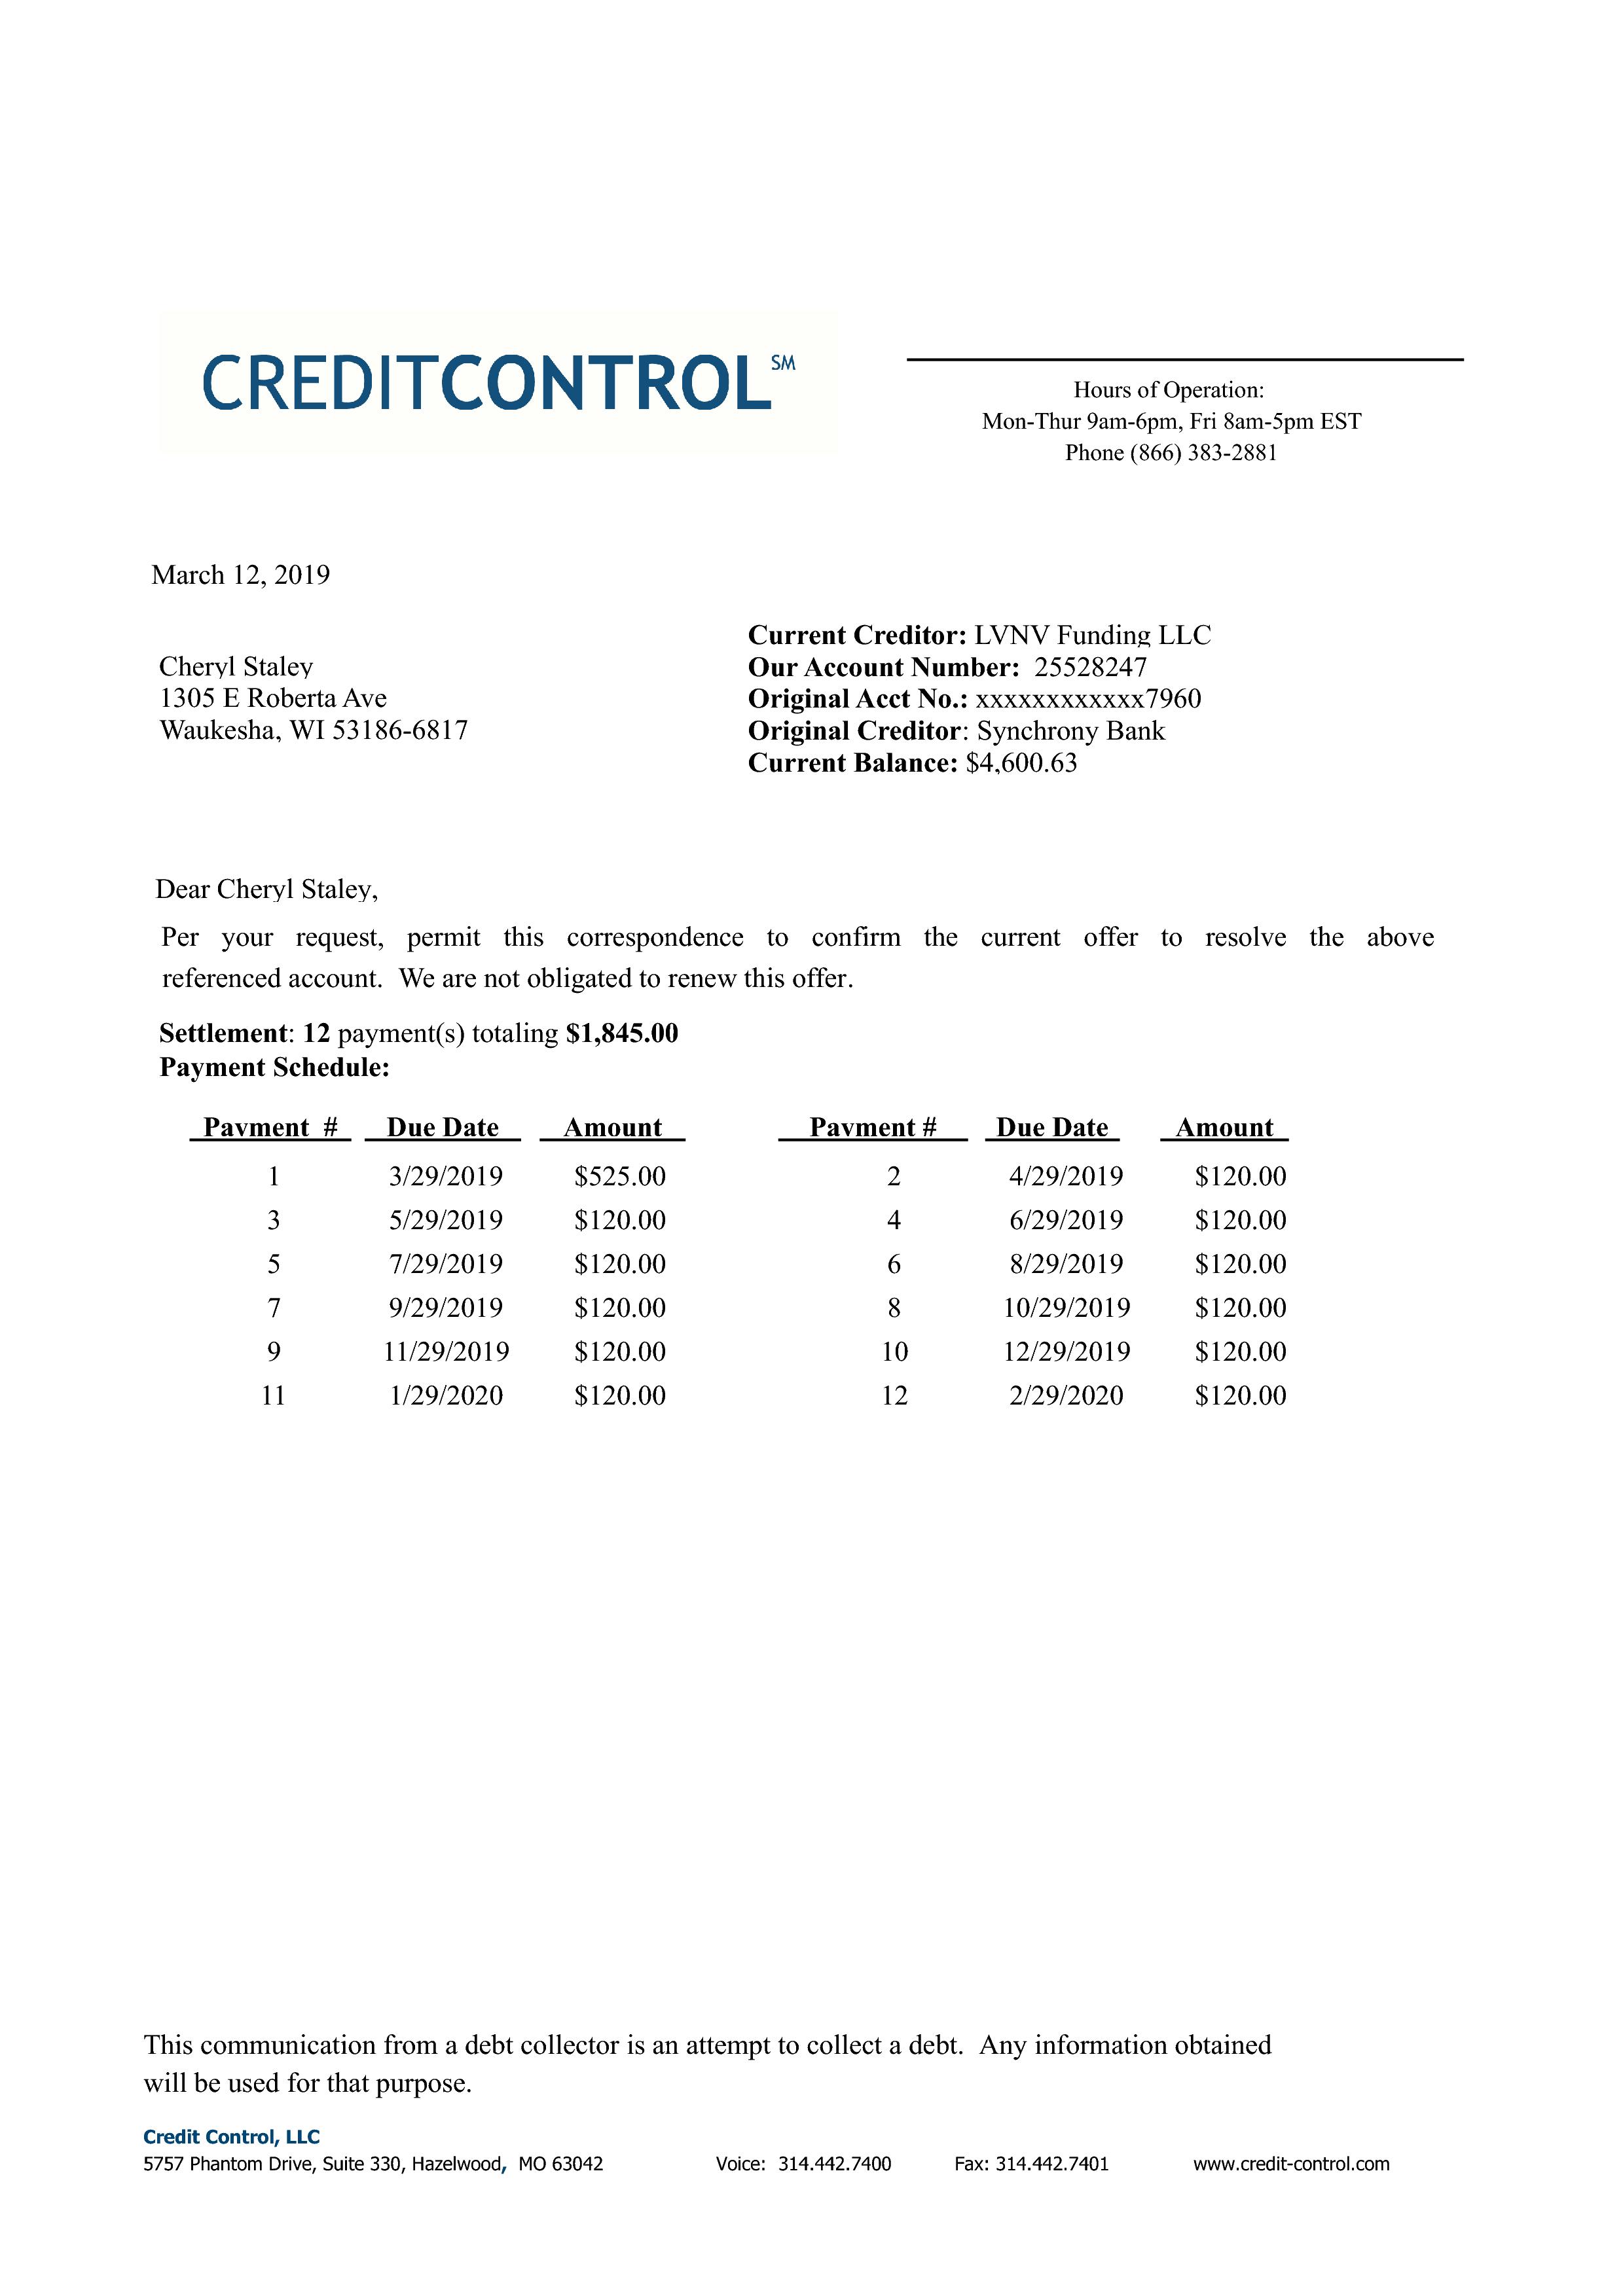 CREDITCONTROL SM
Hours of Operation:
Mon-Thur 9am-6pm, Fri 8am-5pm EST
Phone (866) 383-2881
March 12, 2019
Cheryl Staley
1305 E Roberta Ave
Waukesha, WI 53186-6817
Current Creditor: LVNV Funding LLC
Our Account Number: 25528247
Original Acct No.: xxxxxxxxxxxx7960
Original Creditor: Synchrony Bank
Current Balance: $4,600.63
Dear Cheryl Staley,
Per your request, permit this correspondence to confirm the current offer to resolve the above
referenced account. We are not obligated to renew this offer.
Settlement: 12 payment(s) totaling $1,845.00
Payment Schedule:
Payment # Due Date Amount Payment # Due Date Amount
1 3/29/2019 $525.00 2 4/29/2019 $120.00
3 5/29/2019 $120.00 4 6/29/2019 $120.00
5 7/29/2019 $120.00 6 8/29/2019 $120.00
7 9/29/2019 $120.00 8 10/29/2019 $120.00
9 11/29/2019 $120.00 10 12/29/2019 $120.00
11 1/29/2020 $120.00 12 2/29/2020 $120.00
This communication from a debt collector is an attempt to collect a debt. Any information obtained
will be used for that purpose.
Credit Control, LLC
5757 Phantom Drive, Suite 330, Hazelwood, MO 63042 Voice: 314.442.7400 Fax: 314.442.7401 www.credit-control.com